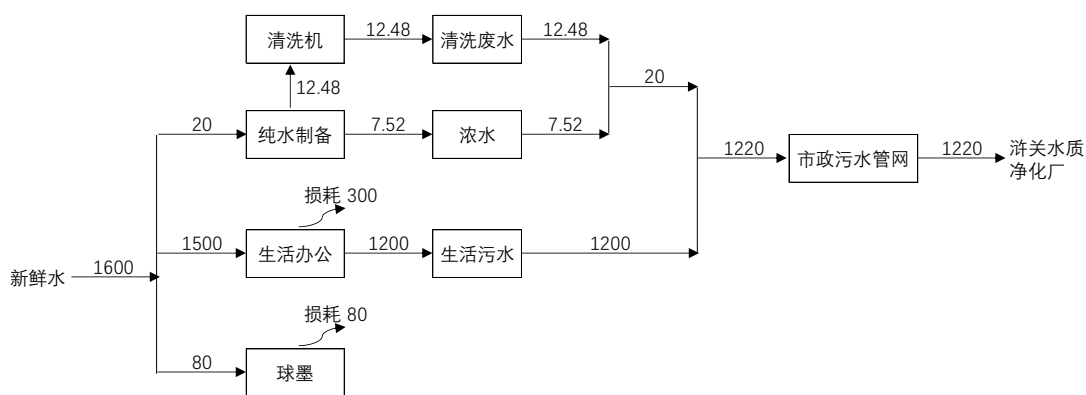 清洗机
12.48
清洗废水
12.48
12.48
20
20
纯水制备
7.52
浓水
7.52
1220
市政污水管网
1220
浒关水质
净化厂
损耗 300
1500
生活办公
1200
生活污水
1200
新鲜水
1600
损耗 80
80
球墨